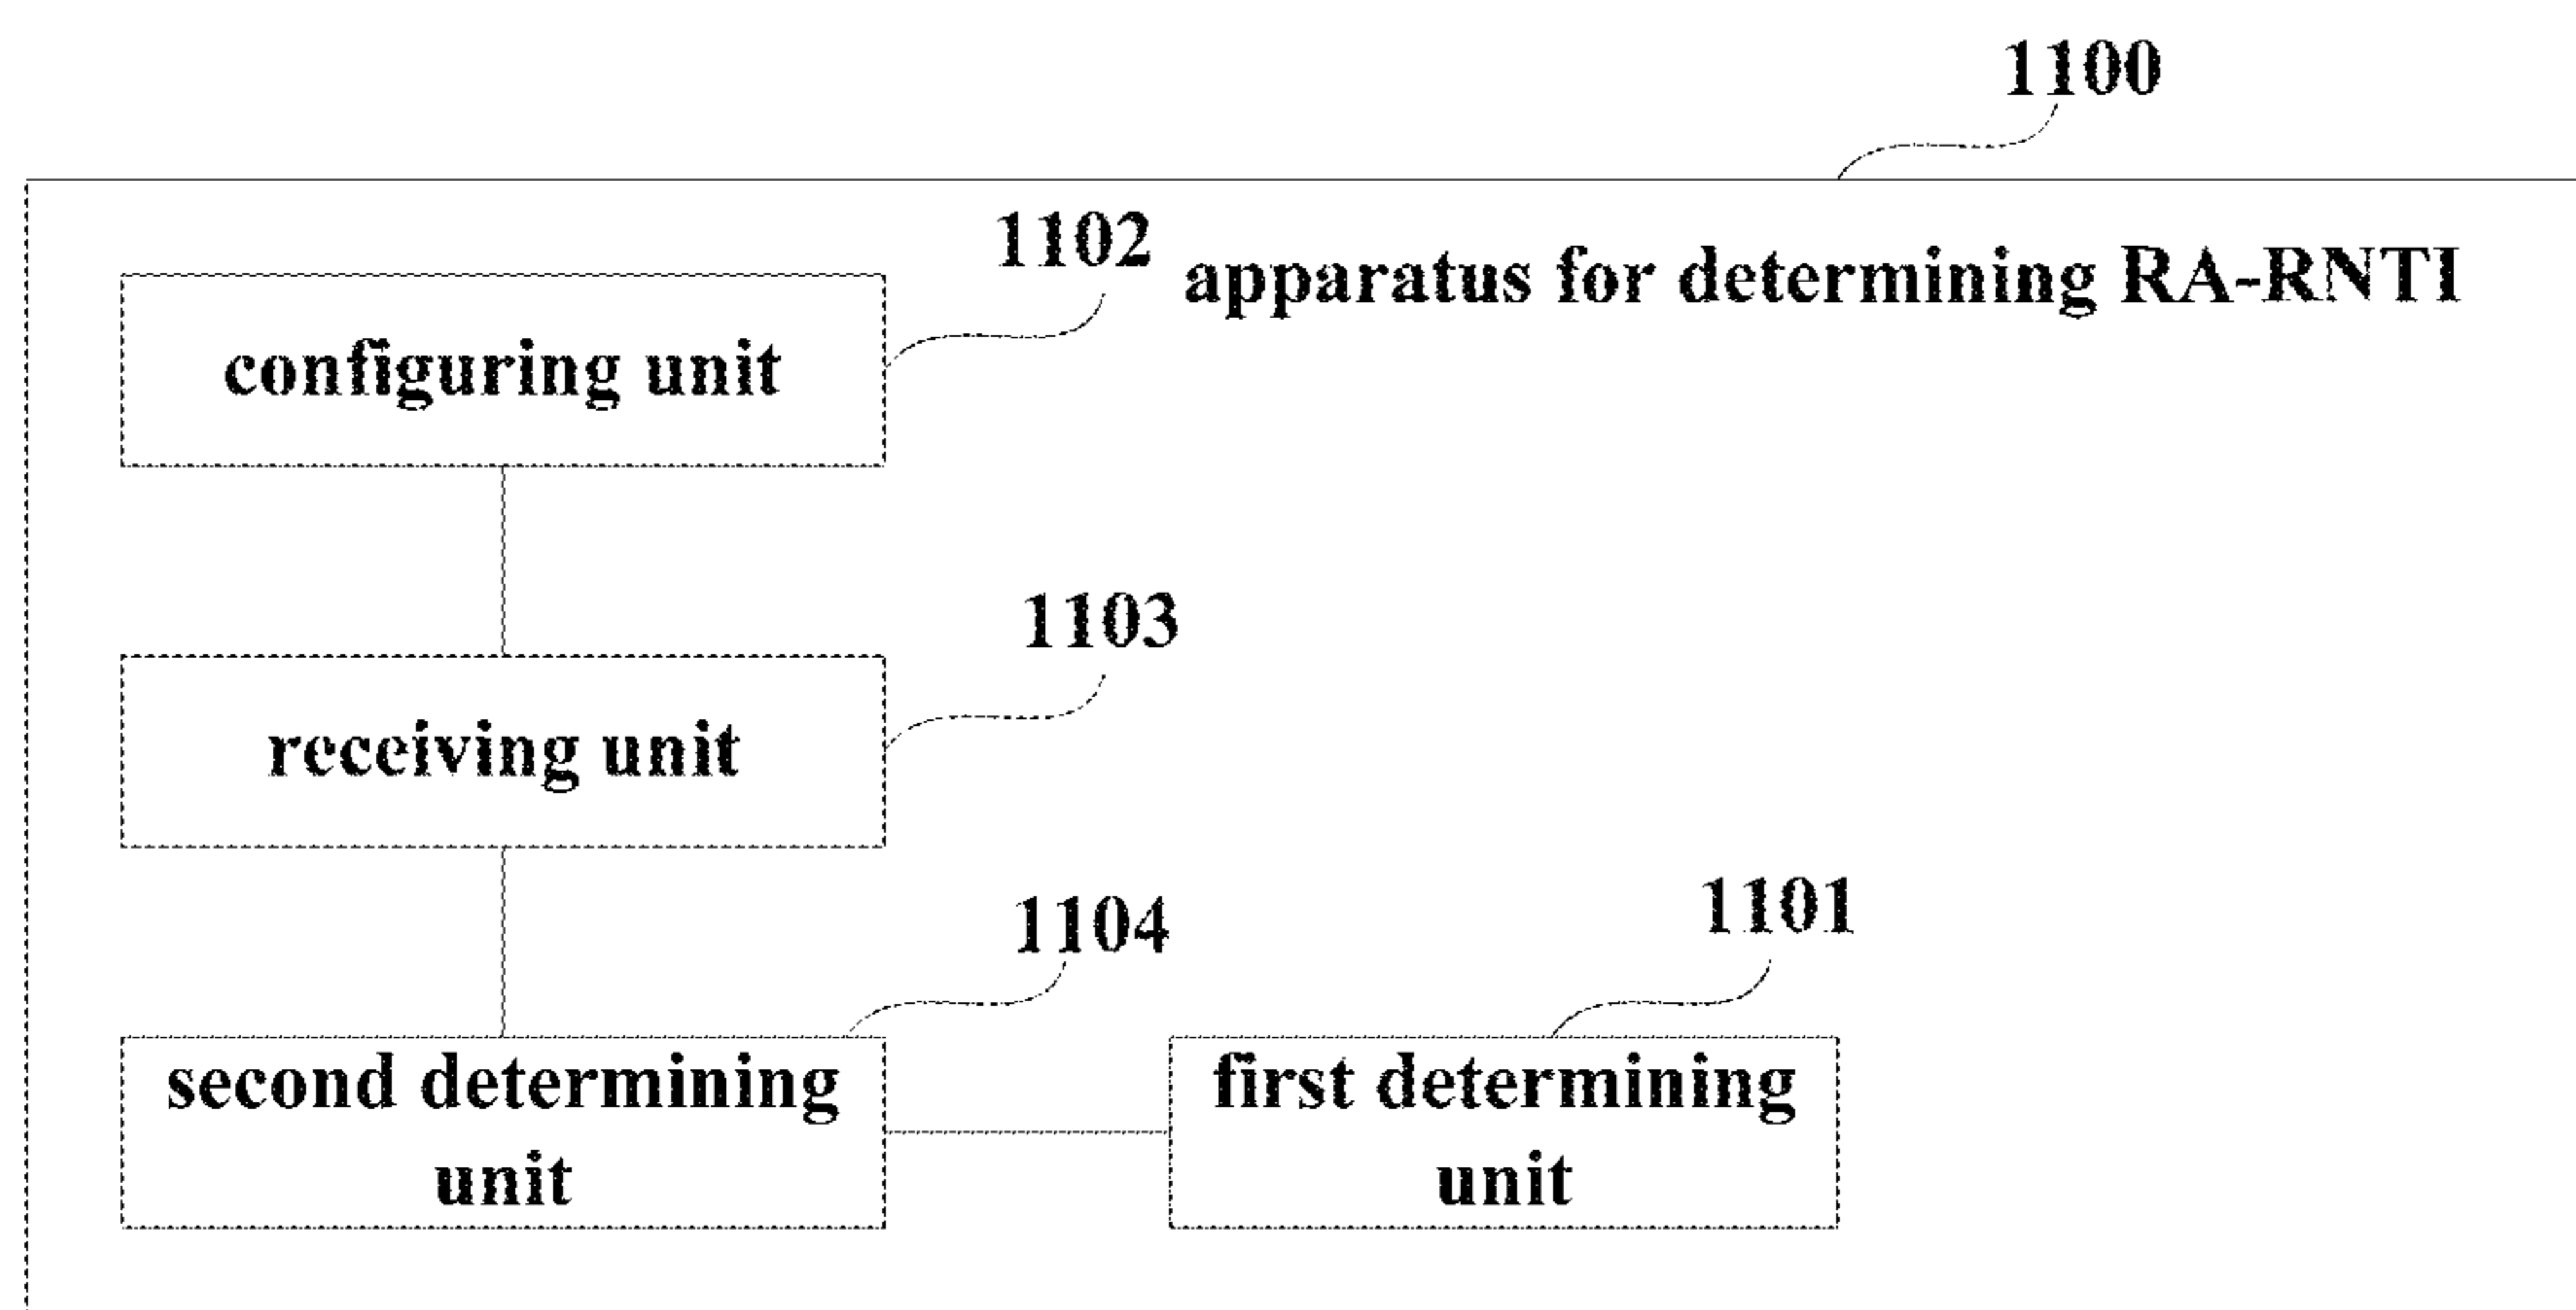 1100
1102
apparatus for determining RA-RNTI
configuring unit
1103
receiving unit
1104
1101
second determining
unit
first determining
unit